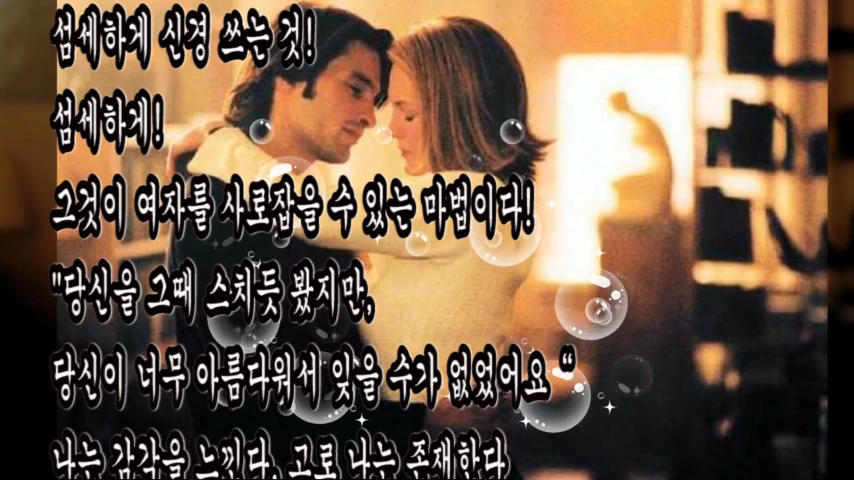 섬세하게 신경 쓰는 것!
섬세하게!
그것이 여자를 사로잡을 수 있는 마법이다!
"당신을 그때 스치듯 봤지만,
당신이 너무 아름다워서 잊을 수가 없었어요 “
나는 감각을 느낀다, 고로 나는 존재한다